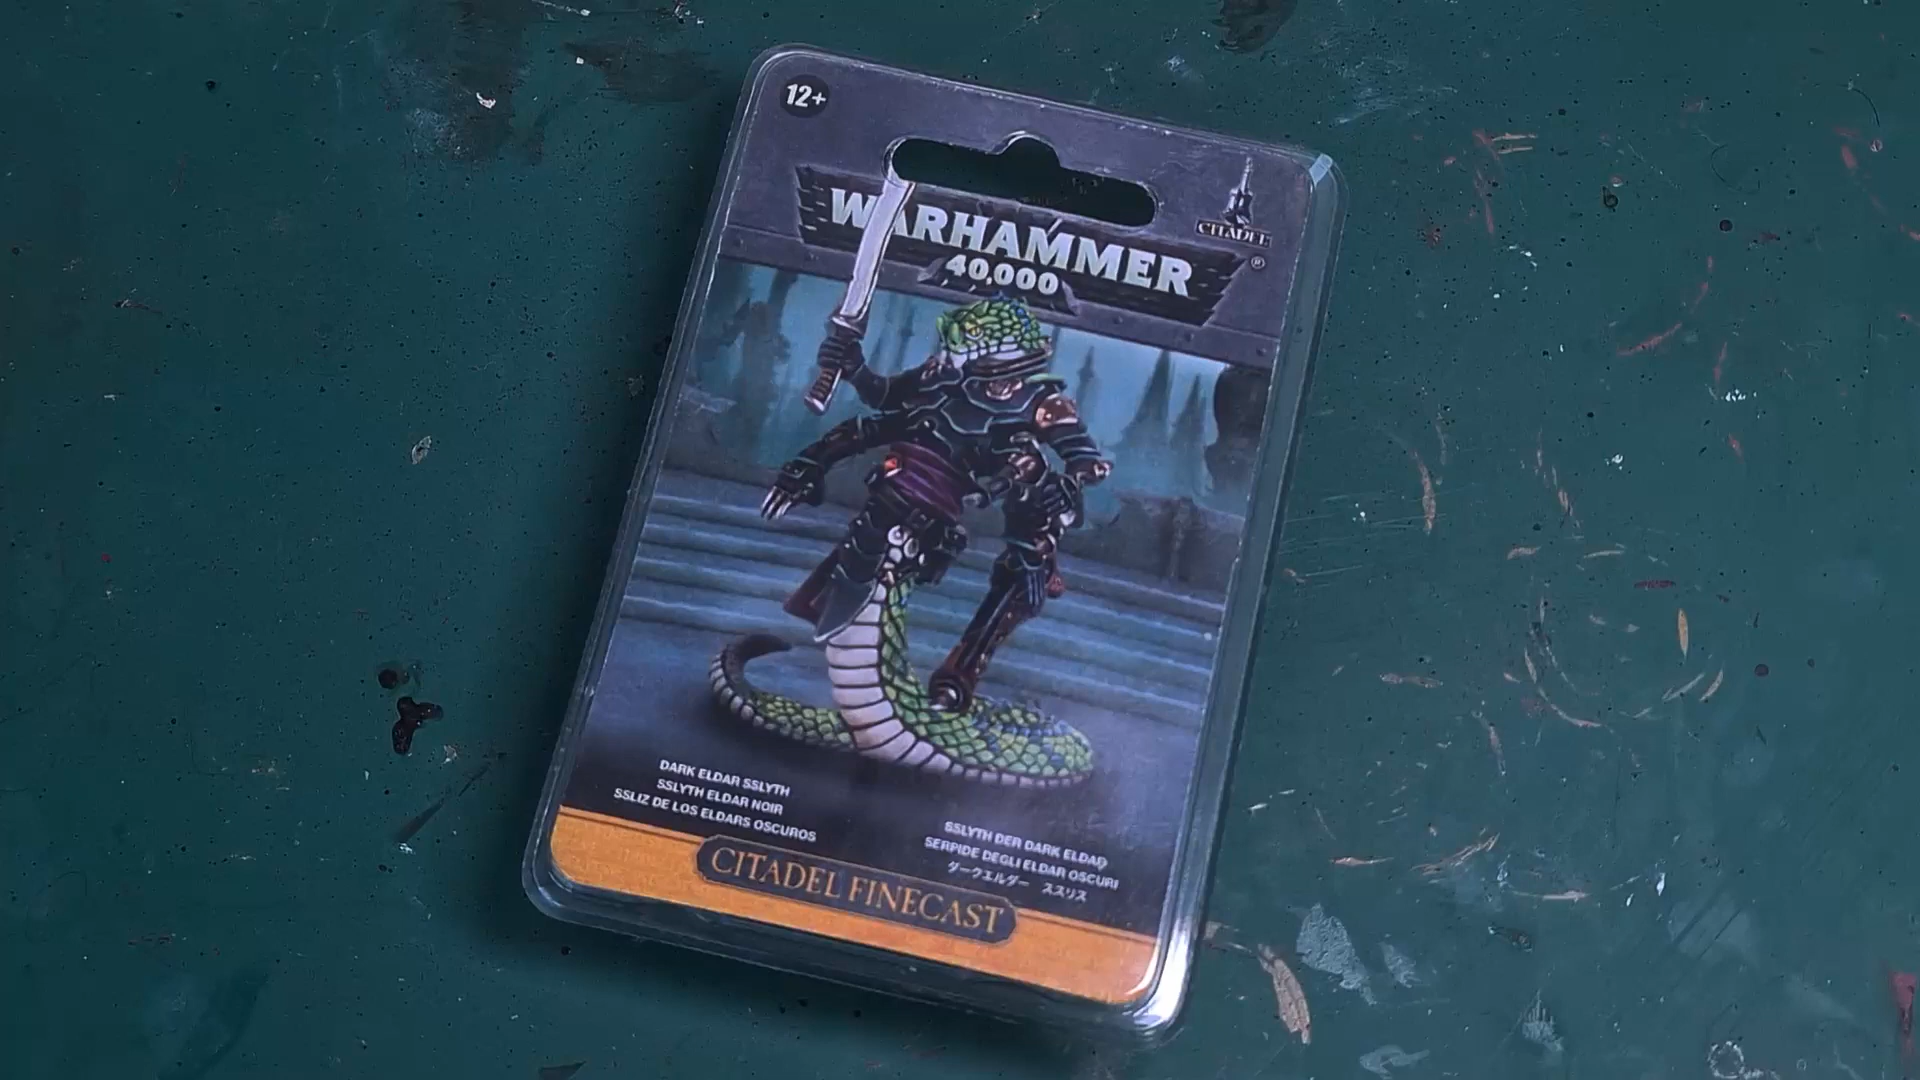 12+
CITADEL
®
WARHAMMER
40,000
DARK ELDAR SSLYTH
SSLYTH ELDAR NOIR
SSLIZ DE LOS ELDARS OSCUROS
SSLYTH DER DARK ELDAR
SERPIDE DEGLI ELDAR OSCURI
ダークエルダー ススリス
CITADEL FINECAST